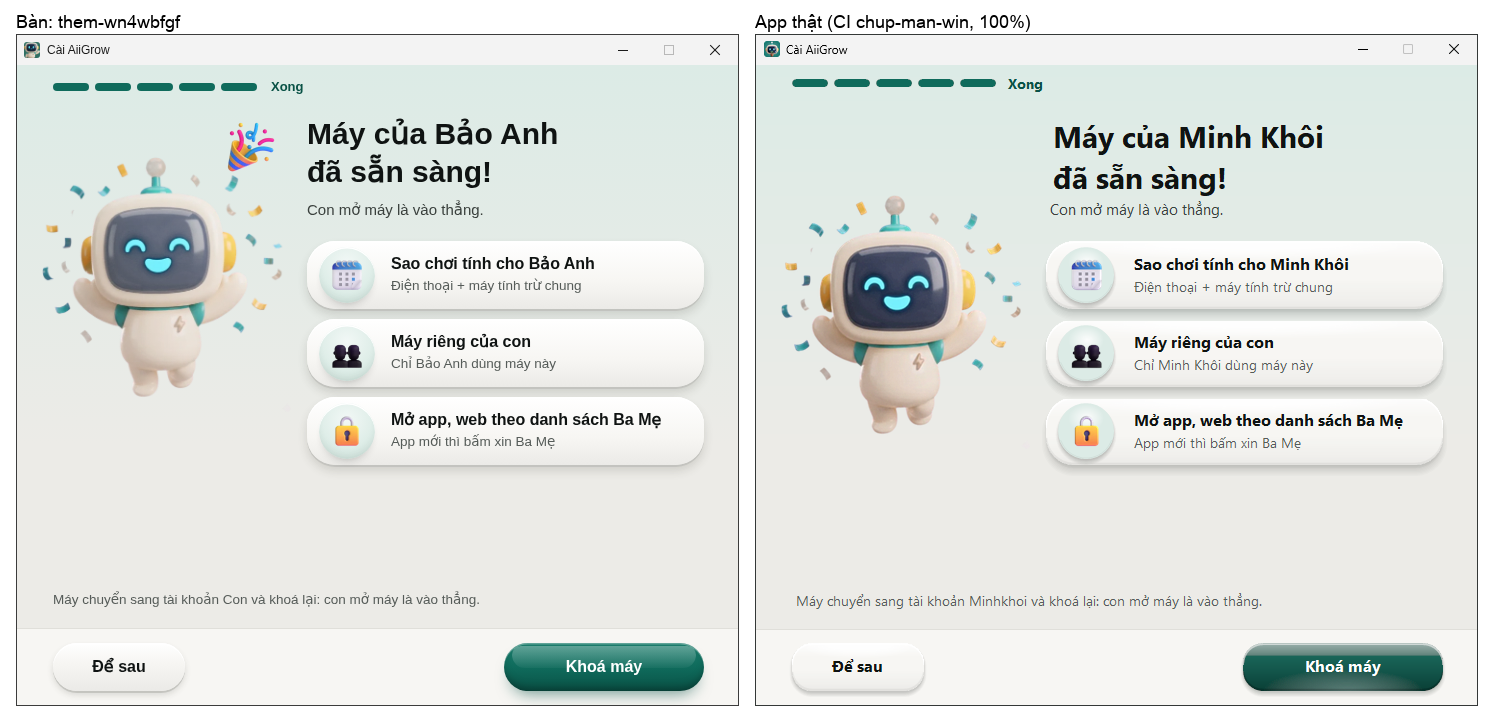 Bàn: them-wn4wbfgf
Cài AiiGrow
Xong
Máy của Bảo Anh
đã sẵn sàng!
Con mở máy là vào thẳng.
Sao chơi tính cho Bảo Anh
Điện thoại + máy tính trừ chung
Máy riêng của con
Chỉ Bảo Anh dùng máy này
Mở app, web theo danh sách Ba Mẹ
App mới thì bấm xin Ba Mẹ
Máy chuyển sang tài khoản Con và khoá lại: con mở máy là vào thẳng.
Để sau
Khoá máy
App thật (CI chup-man-win, 100%)
Cài AiiGrow
Xong
Máy của Minh Khôi
đã sẵn sàng!
Con mở máy là vào thẳng.
Sao chơi tính cho Minh Khôi
Điện thoại + máy tính trừ chung
Máy riêng của con
Chỉ Minh Khôi dùng máy này
Mở app, web theo danh sách Ba Mẹ
App mới thì bấm xin Ba Mẹ
Máy chuyển sang tài khoản Minhkhoi và khoá lại: con mở máy là vào thẳng.
Để sau
Khoá máy